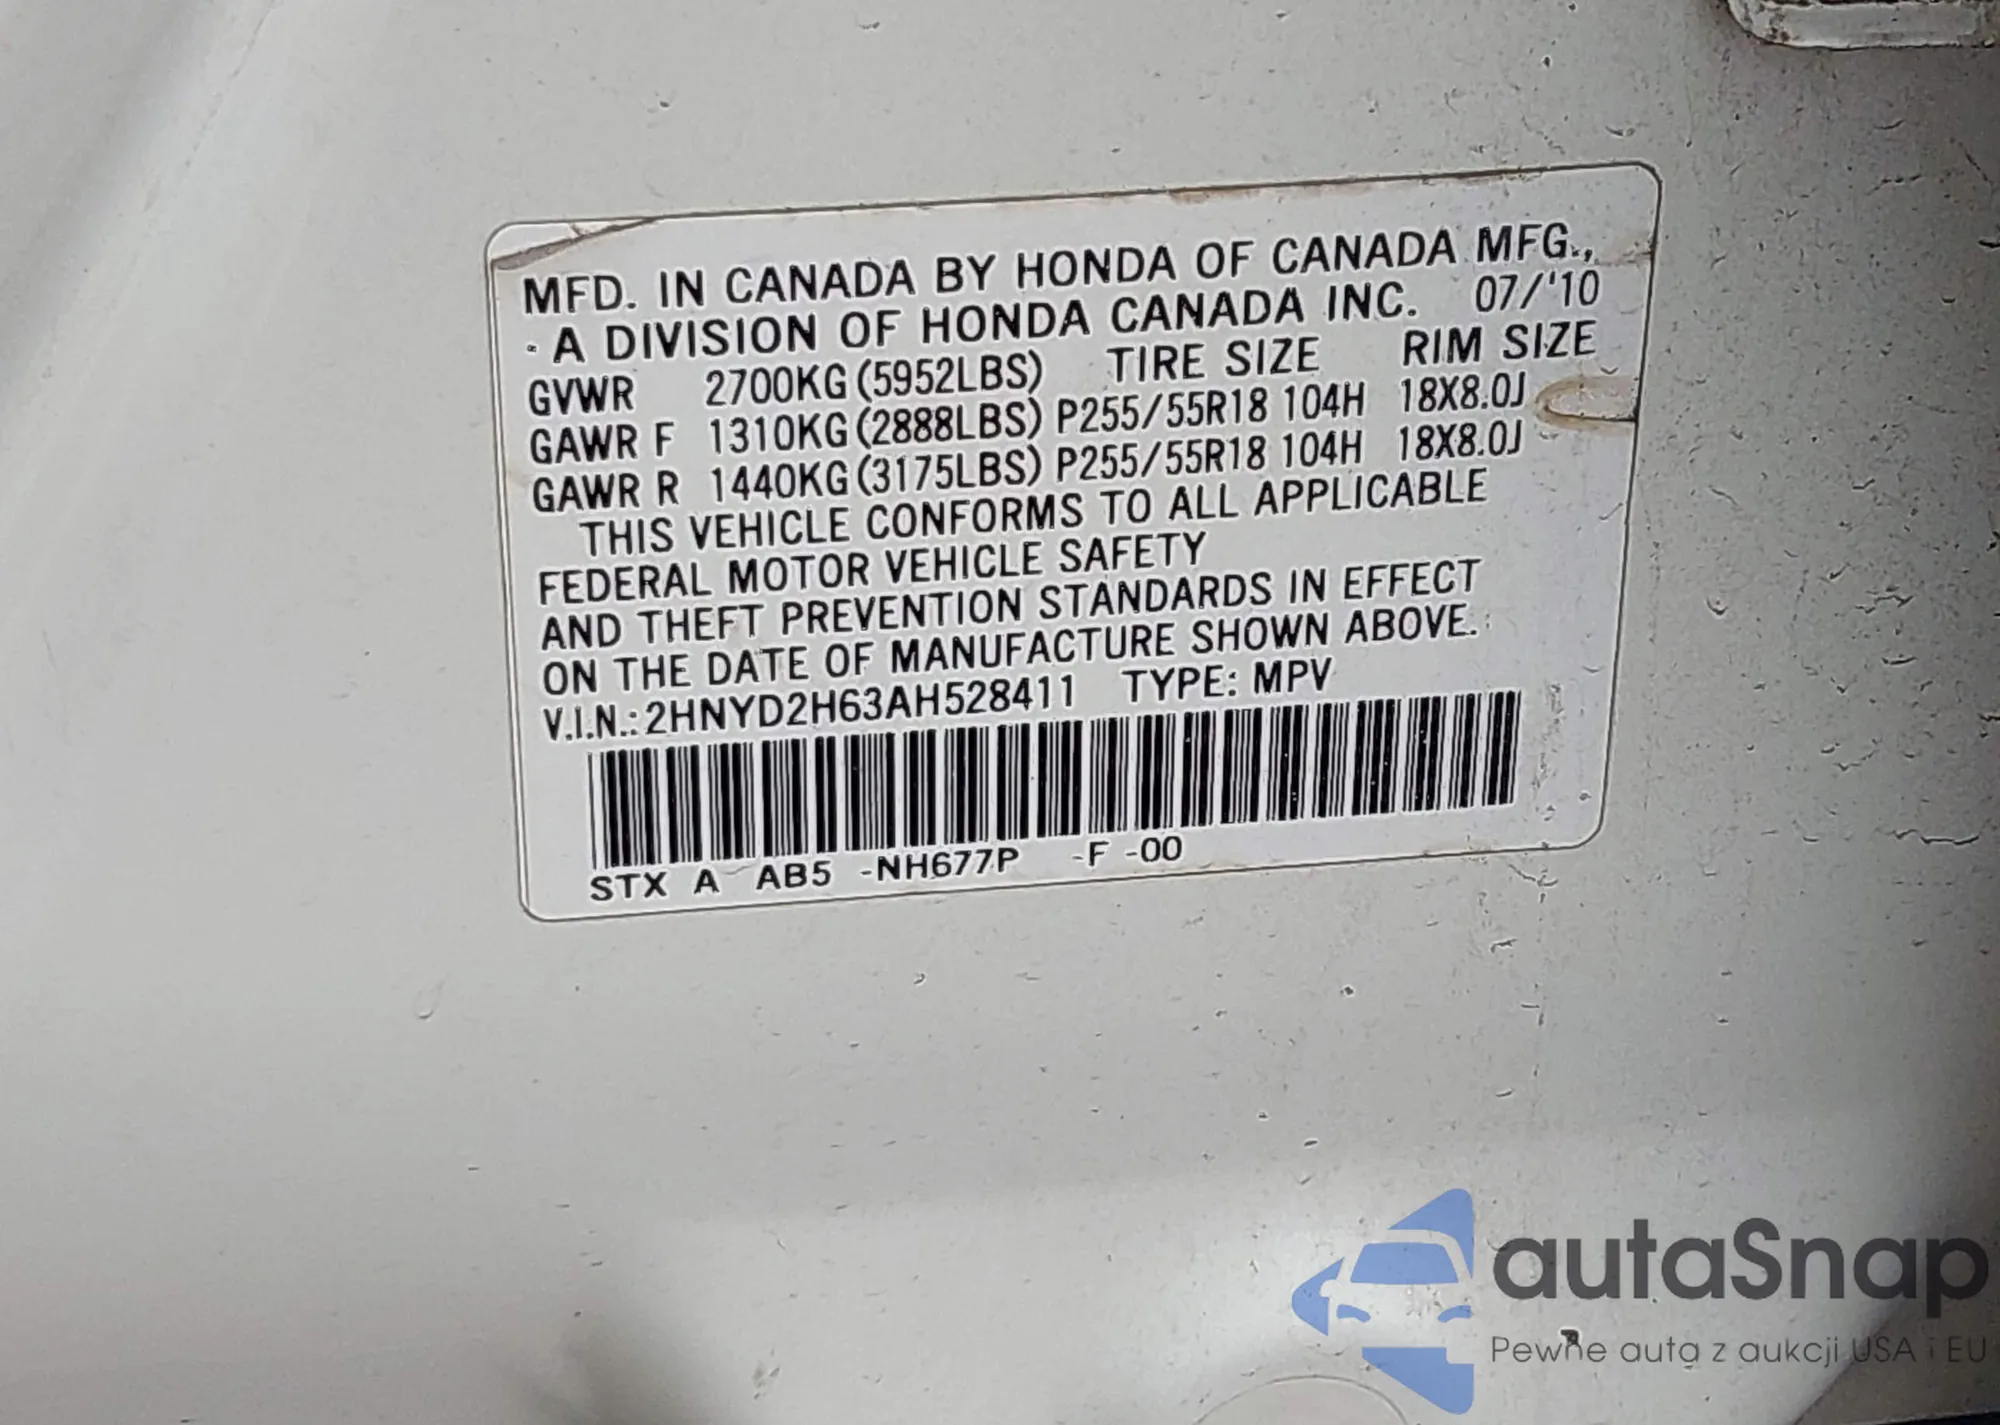 MFD. IN CANADA BY HONDA OF CANADA MFG.,
A DIVISION OF HONDA CANADA INC. 07/'10
GVWR 2700KG (5952LBS) TIRE SIZE RIM SIZE
GAWR F 1310KG (2888LBS) P255/55R18 104H 18X8.0J
GAWR R 1440KG (3175LBS) P255/55R18 104H 18X8.0J
THIS VEHICLE CONFORMS TO ALL APPLICABLE
FEDERAL MOTOR VEHICLE SAFETY
AND THEFT PREVENTION STANDARDS IN EFFECT
ON THE DATE OF MANUFACTURE SHOWN ABOVE.
V.I.N.: 2HNYD2H63AH528411 TYPE: MPV
STX A AB5 -NH677P -F -00
autaSnap
Pewne auta z aukcji USA i EU